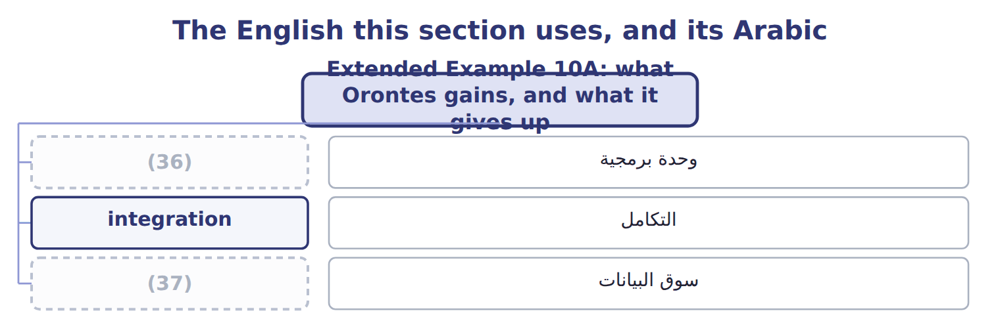 The English this section uses, and its Arabic
Extended Example 10A: what
Orontes gains, and what it
gives up
(36)
وحدة برمجية
integration
التكامل
(37)
سوق البيانات